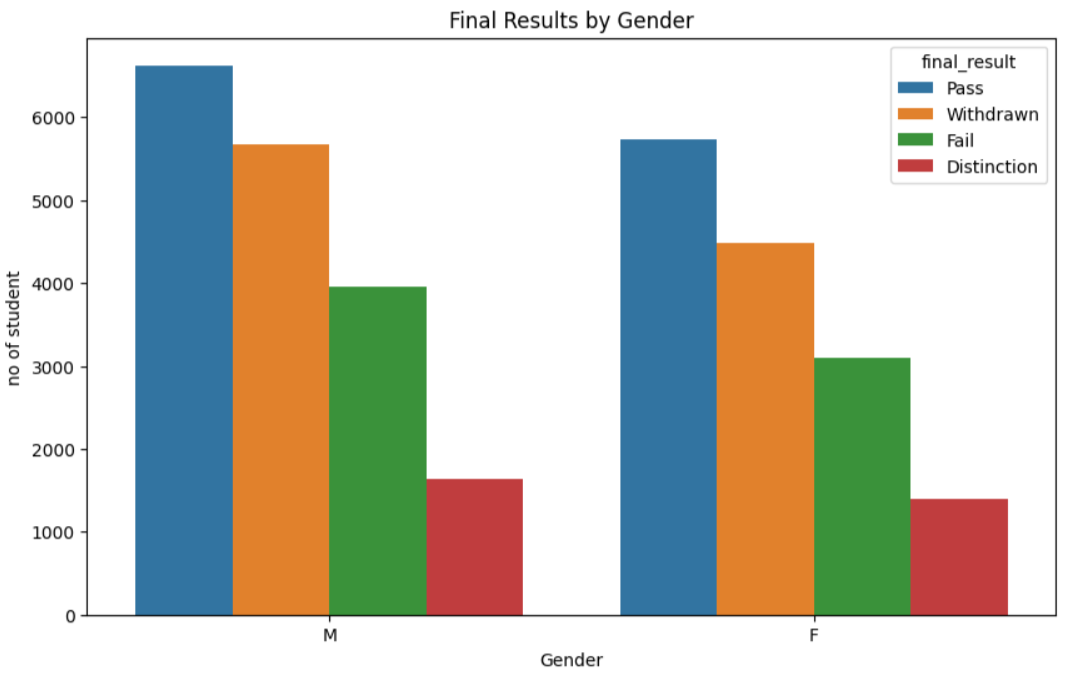 Final Results by Gender
final_result
Pass
Withdrawn
Fail
Distinction
no of student
6000
5000
4000
3000
2000
1000
0
M
F
Gender